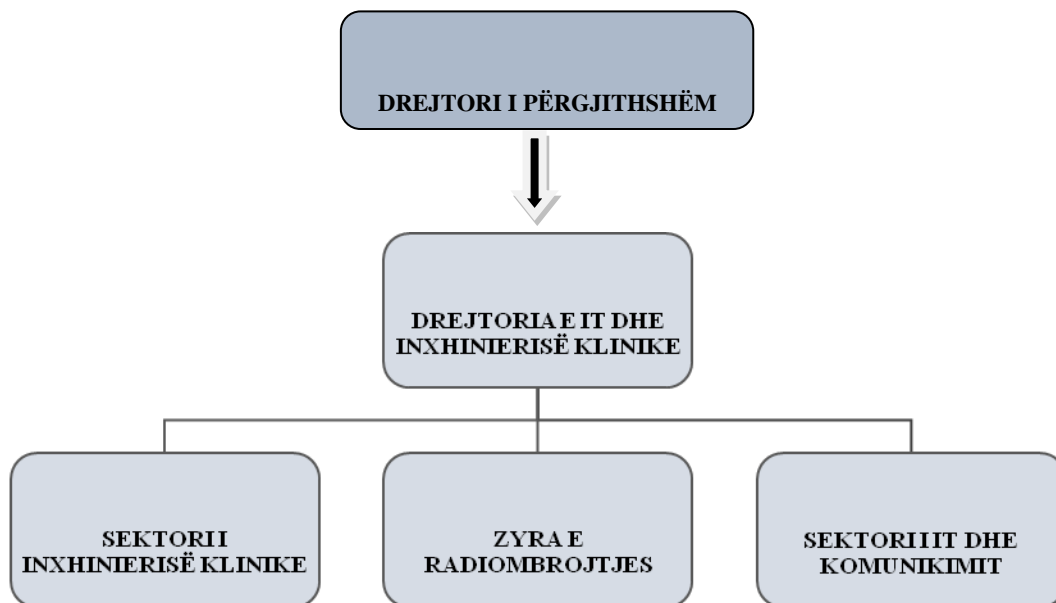 DREJTORI I PËRGJITHSHËM
DREJTORIA E IT DHE
INXHINIERISË KLINIKE
SEKTORI I
INXHINIERISË KLINIKE
ZYRA E
RADIOMBROJTJES
SEKTORI I IT DHE
KOMUNIKIMIT